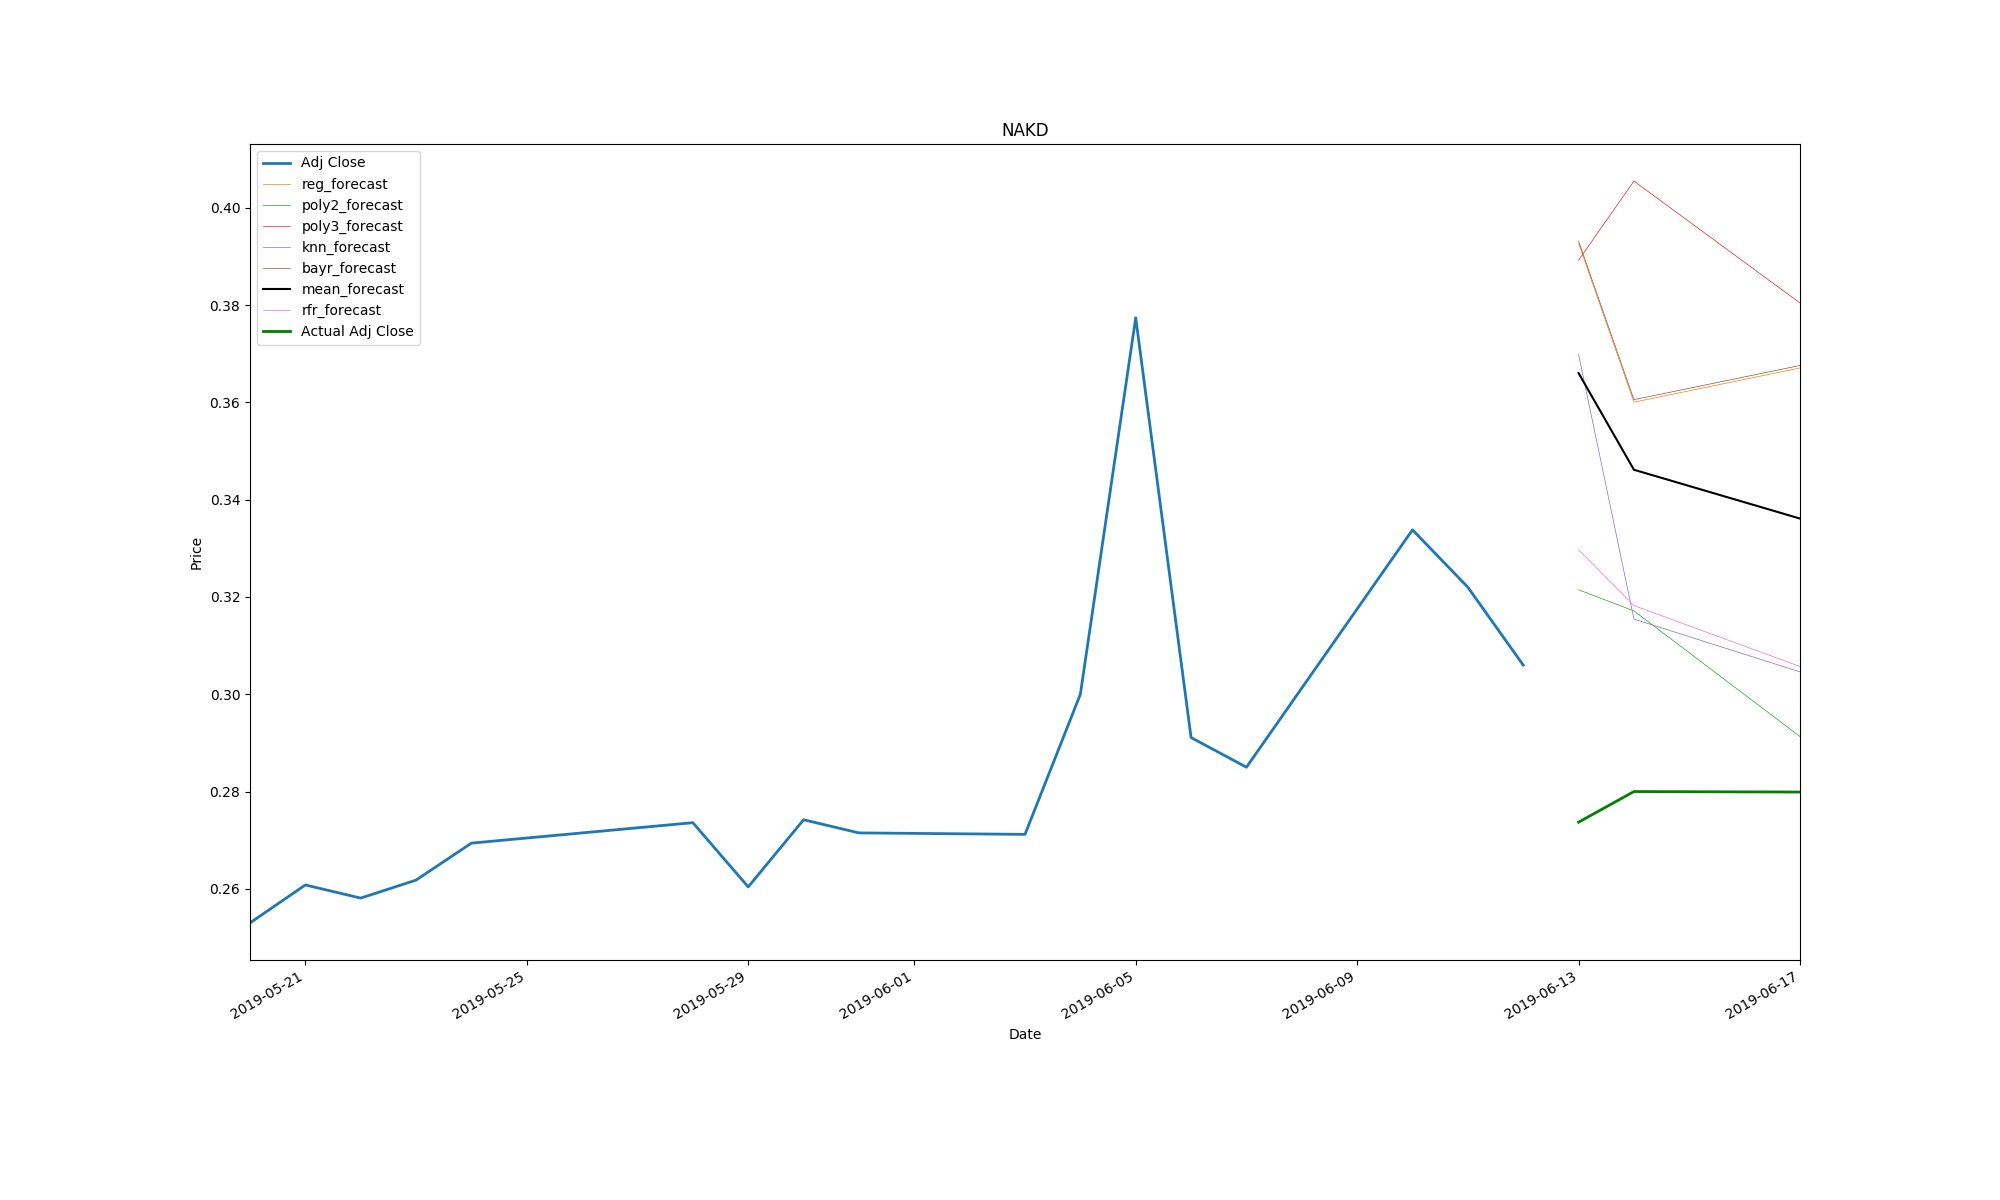 NAKD
Adj Close
reg_forecast
poly2_forecast
poly3_forecast
knn_forecast
bayr_forecast
mean_forecast
rfr_forecast
Actual Adj Close
0.40
0.38
0.36
0.34
0.32
0.30
0.28
0.26
Price
2019-05-21
2019-05-25
2019-05-29
2019-06-01
2019-06-05
2019-06-09
2019-06-13
2019-06-17
Date